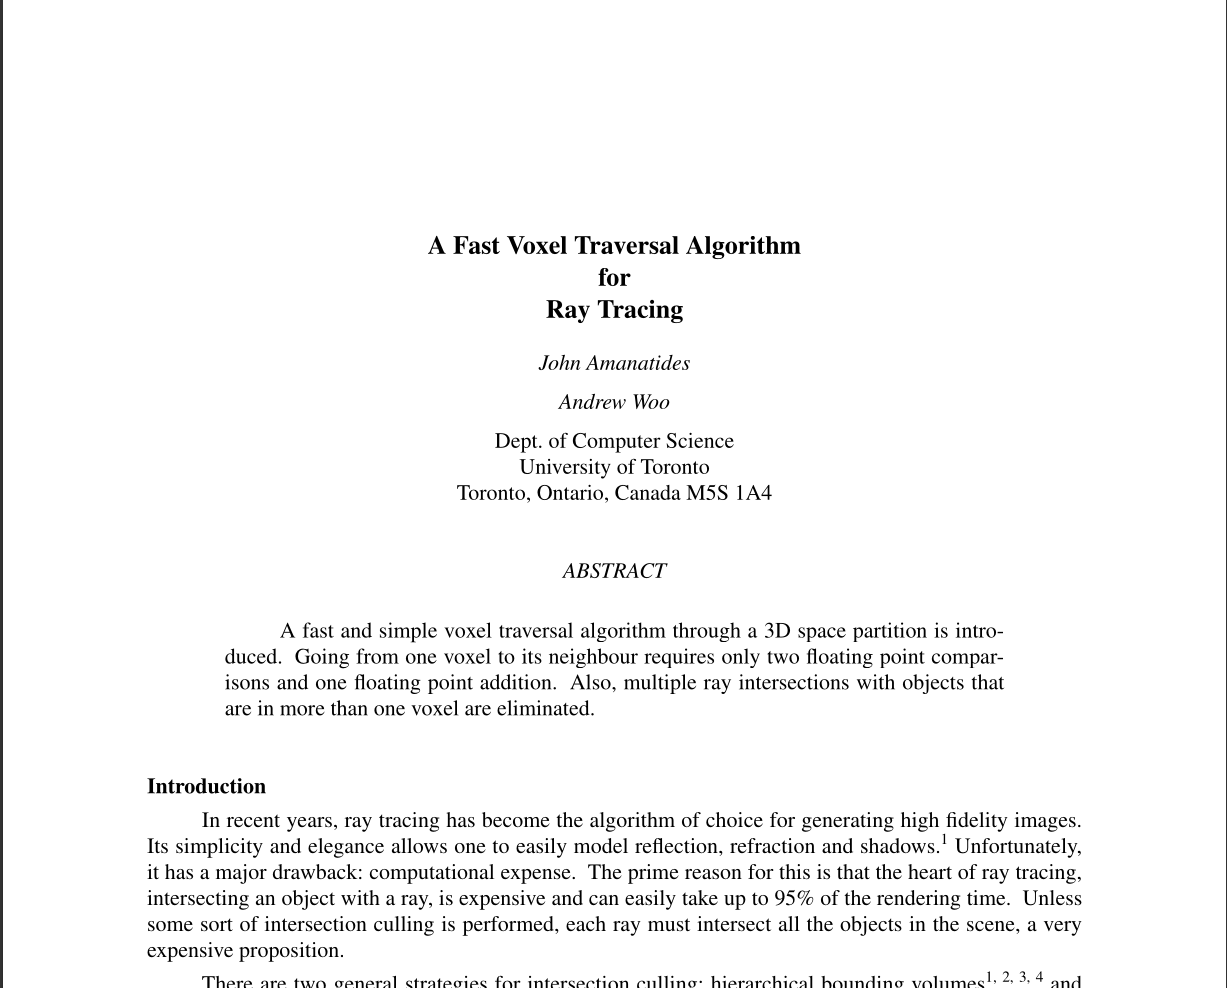 A Fast Voxel Traversal Algorithm
for
Ray Tracing
John Amanatides
Andrew Woo
Dept. of Computer Science
University of Toronto
Toronto, Ontario, Canada M5S 1A4
ABSTRACT
A fast and simple voxel traversal algorithm through a 3D space partition is intro-
duced. Going from one voxel to its neighbour requires only two floating point compar-
isons and one floating point addition. Also, multiple ray intersections with objects that
are in more than one voxel are eliminated.
Introduction
In recent years, ray tracing has become the algorithm of choice for generating high fidelity images.
Its simplicity and elegance allows one to easily model reflection, refraction and shadows.1 Unfortunately,
it has a major drawback: computational expense. The prime reason for this is that the heart of ray tracing,
intersecting an object with a ray, is expensive and can easily take up to 95% of the rendering time. Unless
some sort of intersection culling is performed, each ray must intersect all the objects in the scene, a very
expensive proposition.
There are two general strategies for intersection culling: hierarchical bounding volumes1, 2, 3, 4 and